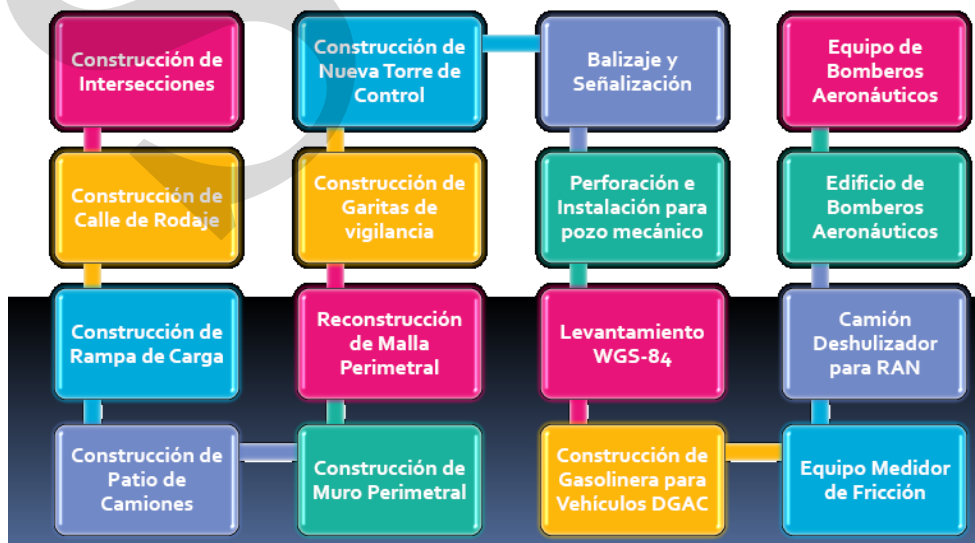 Construcción de
Intersecciones
Construcción de
Calle de Rodaje
Construcción de
Rampa de Carga
Construcción de
Patio de
Camiones
Construcción de
Muro Perimetral
Reconstrucción
de Malla
Perimetral
Construcción de
Garitas de
vigilancia
Construcción de
Nueva Torre de
Control
Balizaje y
Señalización
Perforación e
Instalación para
pozo mecánico
Levantamiento
WGS-84
Construcción de
Gasolinera para
Vehículos DGAC
Equipo Medidor
de Fricción
Camión
Deshulizador
para RAN
Edificio de
Bomberos
Aeronáuticos
Equipo de
Bomberos
Aeronáuticos